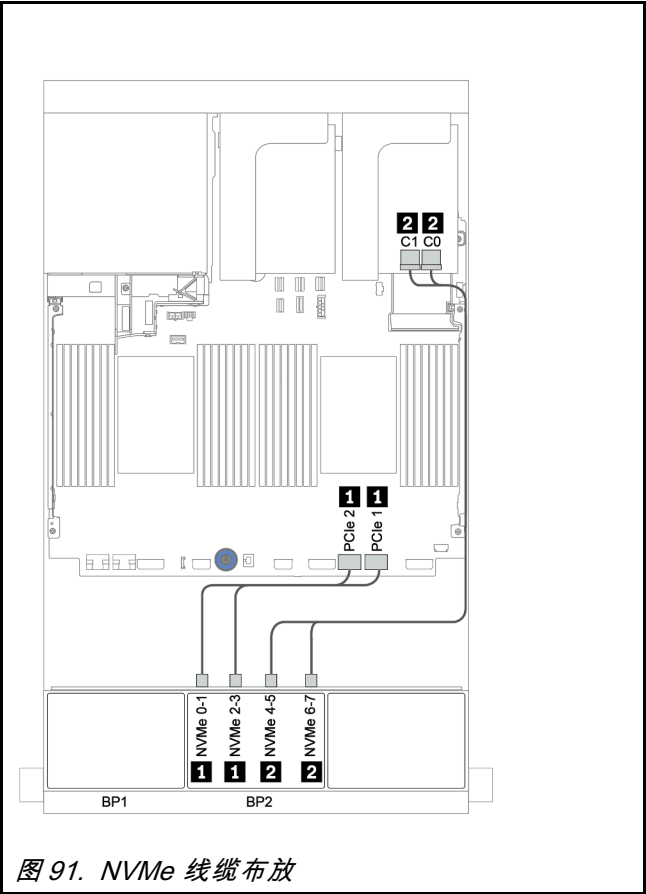 2 2
C1 C0
1 1
PCIe 2
PCIe 1
NVMe 0-1
NVMe 2-3
NVMe 4-5
NVMe 6-7
1 1 2 2
BP1 BP2
图 91. NVMe 线缆布放